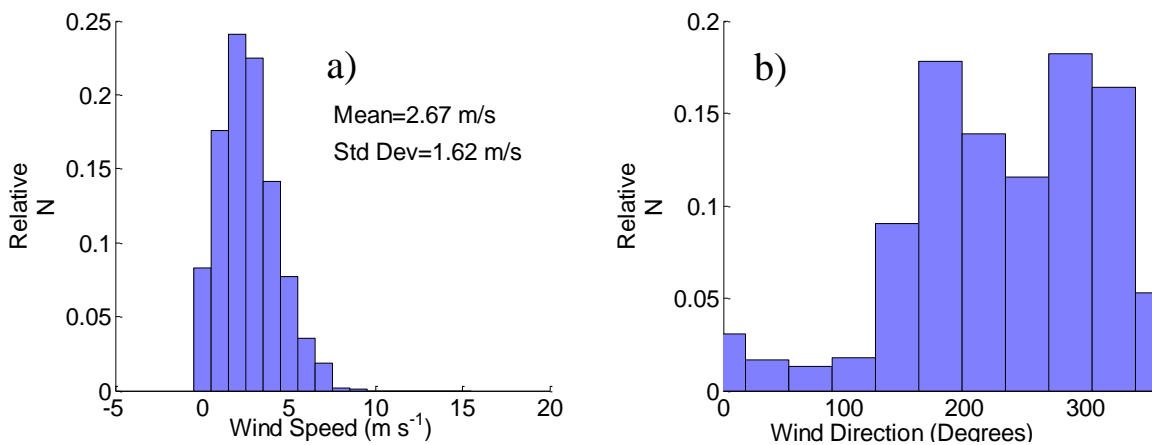 0.25
0.2
0.15
0.1
0.05
0
-5
0
5
10
15
20
Relative
N
Wind Speed (m s-1)
a)
Mean=2.67 m/s
Std Dev=1.62 m/s
0.2
0.15
0.1
0.05
0
0
100
200
300
Relative
N
Wind Direction (Degrees)
b)